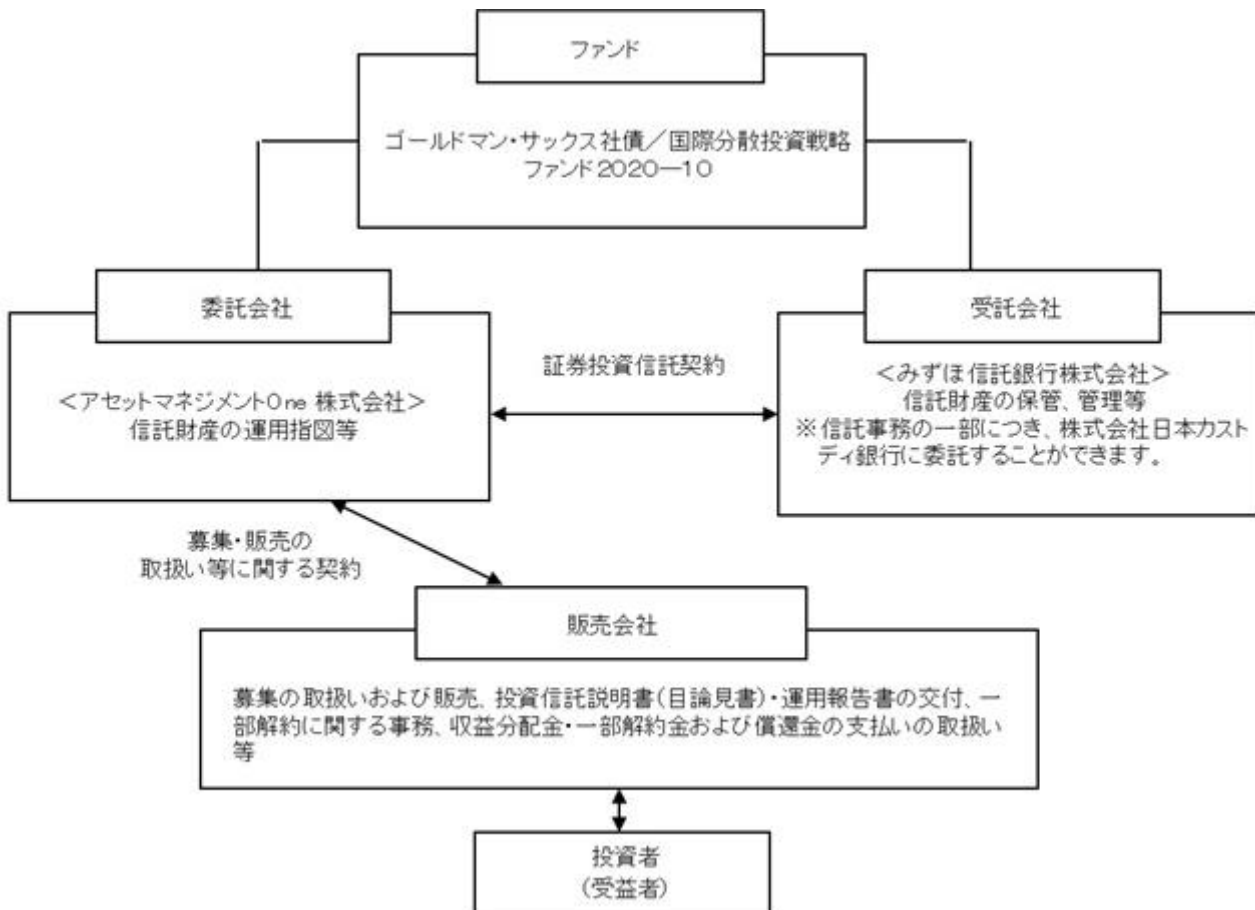 ファンド
ゴールドマン・サックス社債／国際分散投資戦略
ファンド2020―10
委託会社
＜アセットマネジメントOne 株式会社＞
信託財産の運用指図等
証券投資信託契約
受託会社
＜みずほ信託銀行株式会社＞
信託財産の保管、管理等
※信託事務の一部につき、株式会社日本カスト
ディ銀行に委託することができます。
募集・販売の
取扱い等に関する契約
販売会社
募集の取扱いおよび販売、投資信託説明書(目論見書)・運用報告書の交付、一
部解約に関する事務、収益分配金・一部解約金および償還金の支払いの取扱い
等
投資者
（受益者）